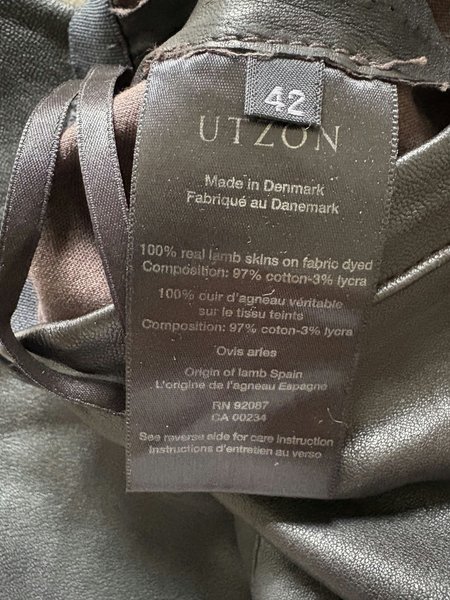 42
UTZON
Made in Denmark
Fabriqué au Danemark
100% real lamb skins on fabric dyed
Composition: 97% cotton-3% lycra
100% cuir d'agneau véritable
sur le tissu teints
Composition: 97% coton-3% lycra
Ovis aries
Origin of lamb Spain
L'origine de l'agneau Espagne
RN 92087
CA 00234
See reverse side for care instruction
Instructions d'entretien au verso